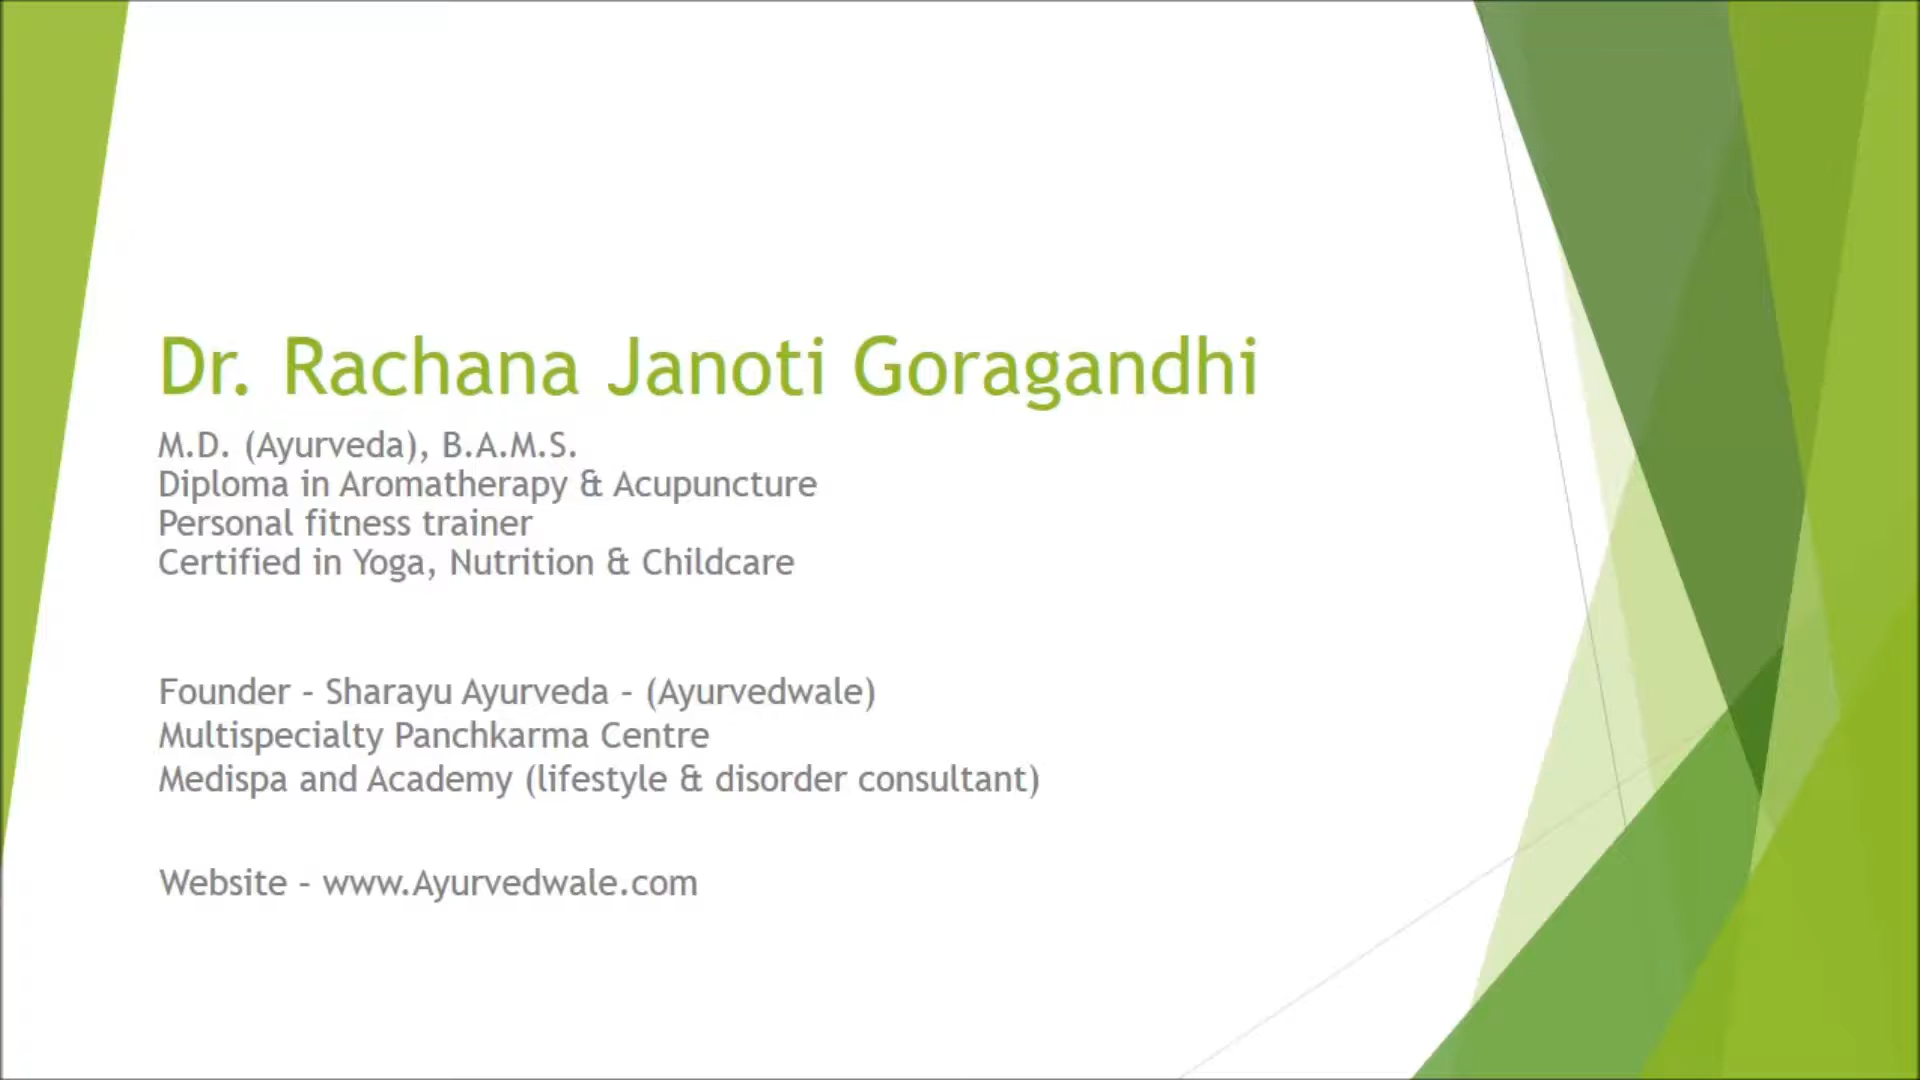 Dr. Rachana Janoti Goragandhi
M.D. (Ayurveda), B.A.M.S.
Diploma in Aromatherapy & Acupuncture
Personal fitness trainer
Certified in Yoga, Nutrition & Childcare
Founder - Sharayu Ayurveda - (Ayurvedwale)
Multispecialty Panchkarma Centre
Medispa and Academy (lifestyle & disorder consultant)
Website - www.Ayurvedwale.com